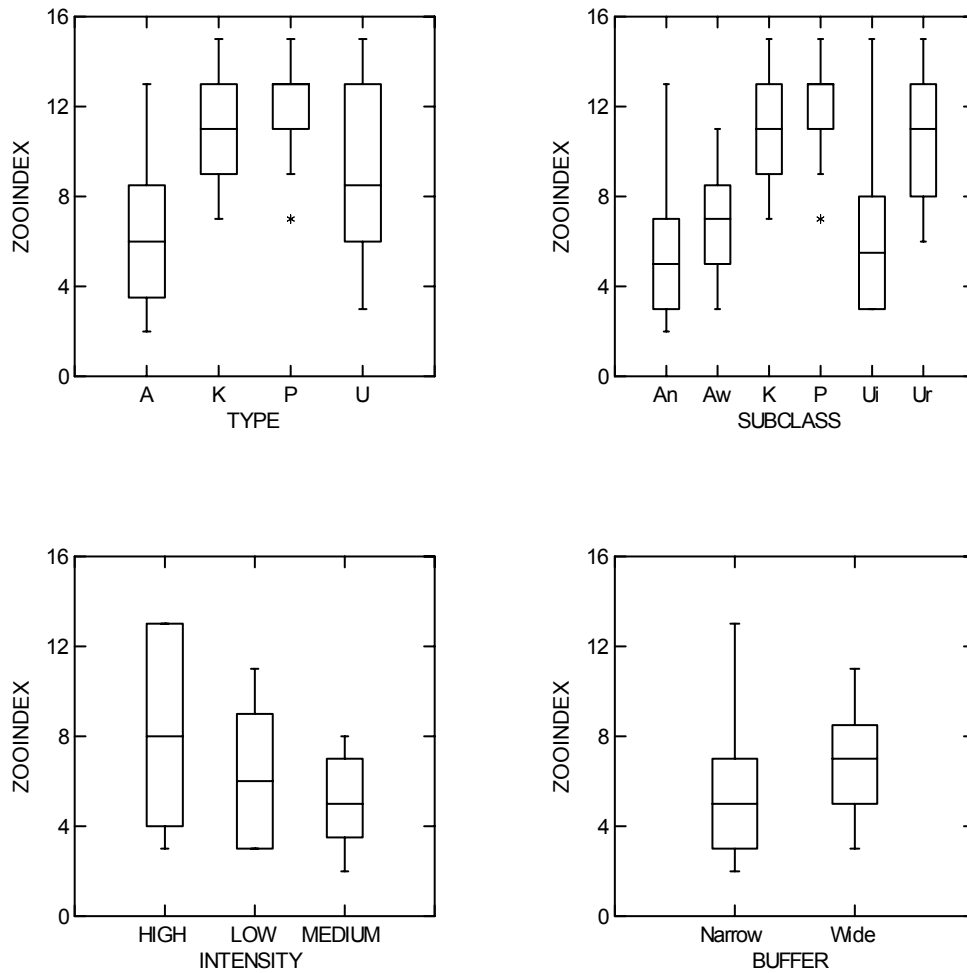 16
12
8
4
0
ZOOINDEX
A K P U
TYPE
16
12
8
4
0
ZOOINDEX
An Aw K P Ui Ur
SUBCLASS
16
12
8
4
0
ZOOINDEX
HIGH LOW MEDIUM
INTENSITY
16
12
8
4
0
ZOOINDEX
Narrow Wide
BUFFER